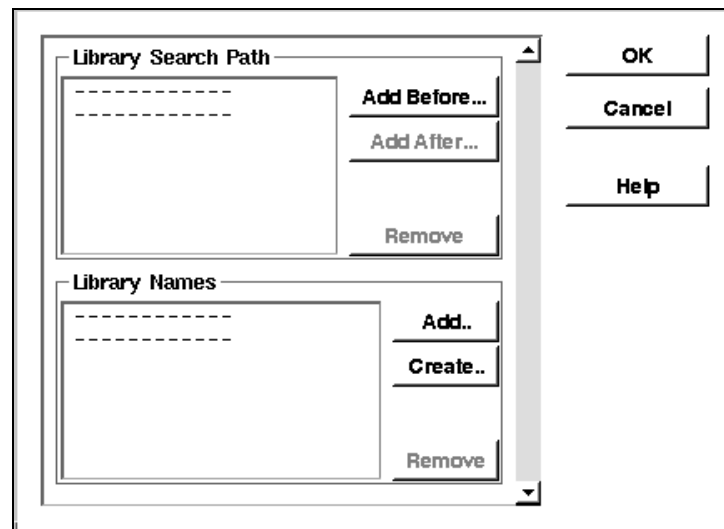 Library Search Path
- - - - - - - - - - - -
- - - - - - - - - - - -
Add Before...
Add After...
Remove
Library Names
- - - - - - - - - - - -
- - - - - - - - - - - -
Add..
Create..
Remove
OK
Cancel
Help